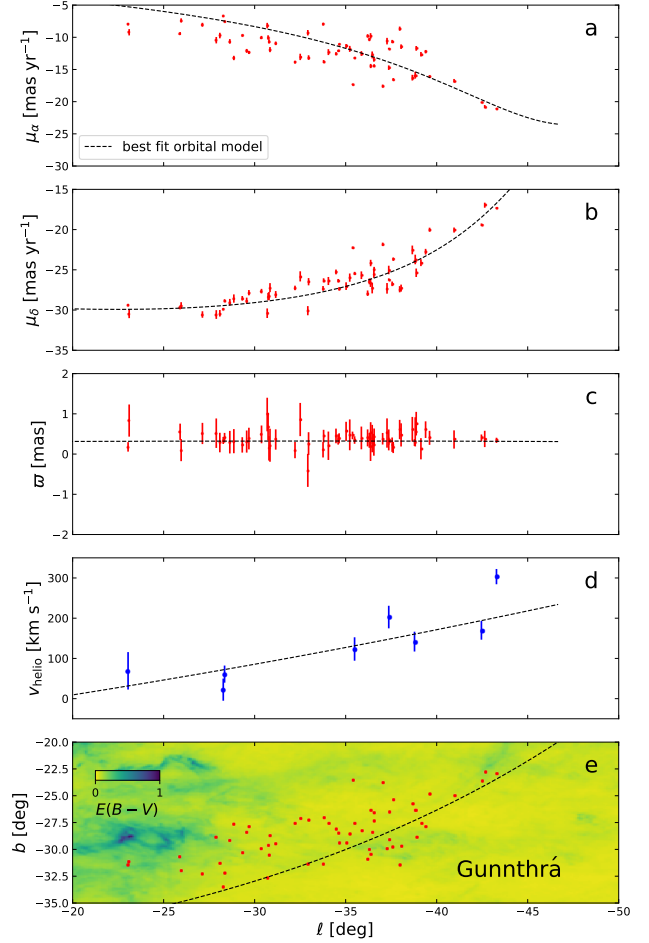 −5
−10
−15
−20
−25
−30
μα [mas yr⁻¹]
a
best fit orbital model
−15
−20
−25
−30
−35
μδ [mas yr⁻¹]
b
2
1
0
−1
−2
ϖ [mas]
c
300
200
100
0
vhelio [km s⁻¹]
d
−20.0
−22.5
−25.0
−27.5
−30.0
−32.5
−35.0
b [deg]
e
0 1
E(B − V)
Gunnthrá
−20 −25 −30 −35 −40 −45 −50
ℓ [deg]